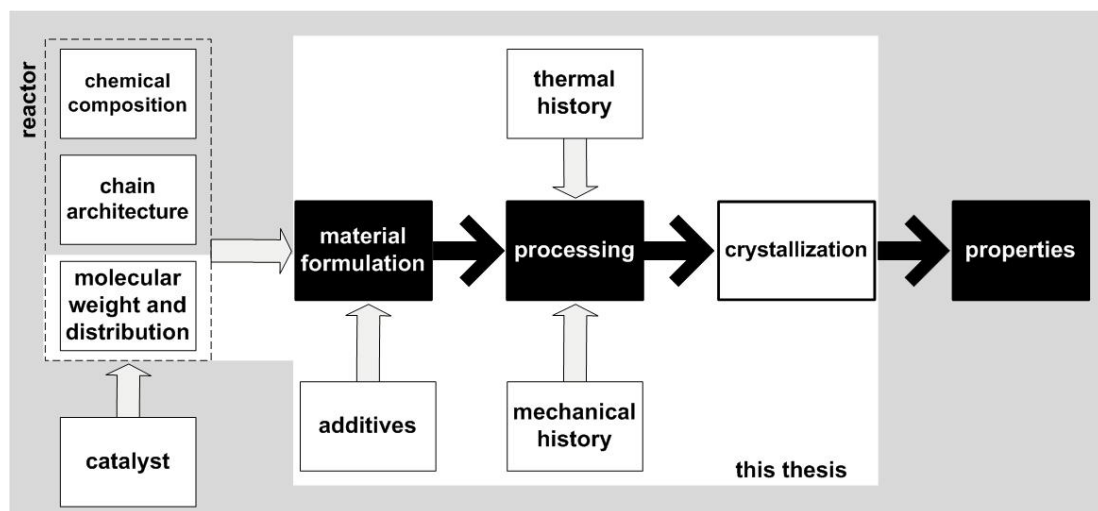 reactor
chemical
composition
chain
architecture
molecular
weight and
distribution
catalyst
material
formulation
additives
thermal
history
processing
mechanical
history
crystallization
properties
this thesis